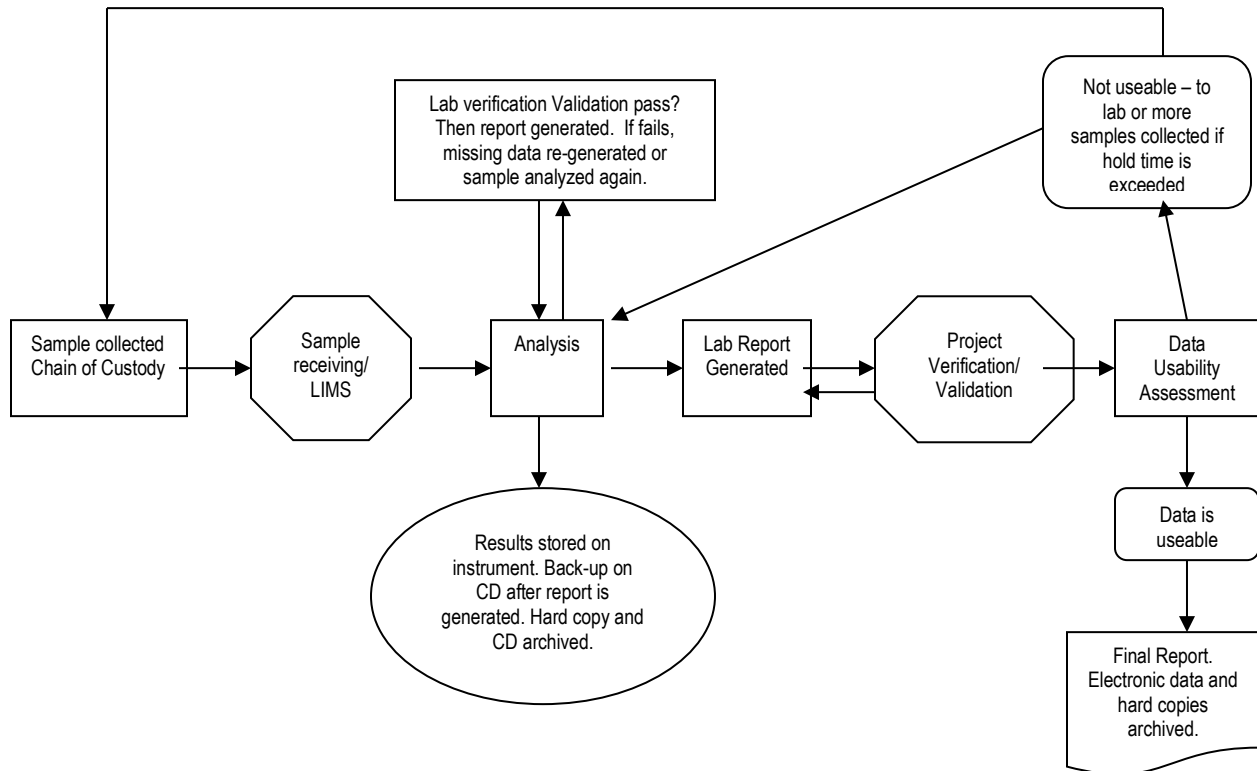 Lab verification Validation pass?
Then report generated.  If fails,
missing data re-generated or
sample analyzed again.
Not useable – to
lab or more
samples collected if
hold time is
exceeded
Sample collected
Chain of Custody
Sample
receiving/
LIMS
Analysis
Lab Report
Generated
Project
Verification/
Validation
Data
Usability
Assessment
Results stored on
instrument. Back-up on
CD after report is
generated. Hard copy and
CD archived.
Data is
useable
Final Report.
Electronic data and
hard copies
archived.